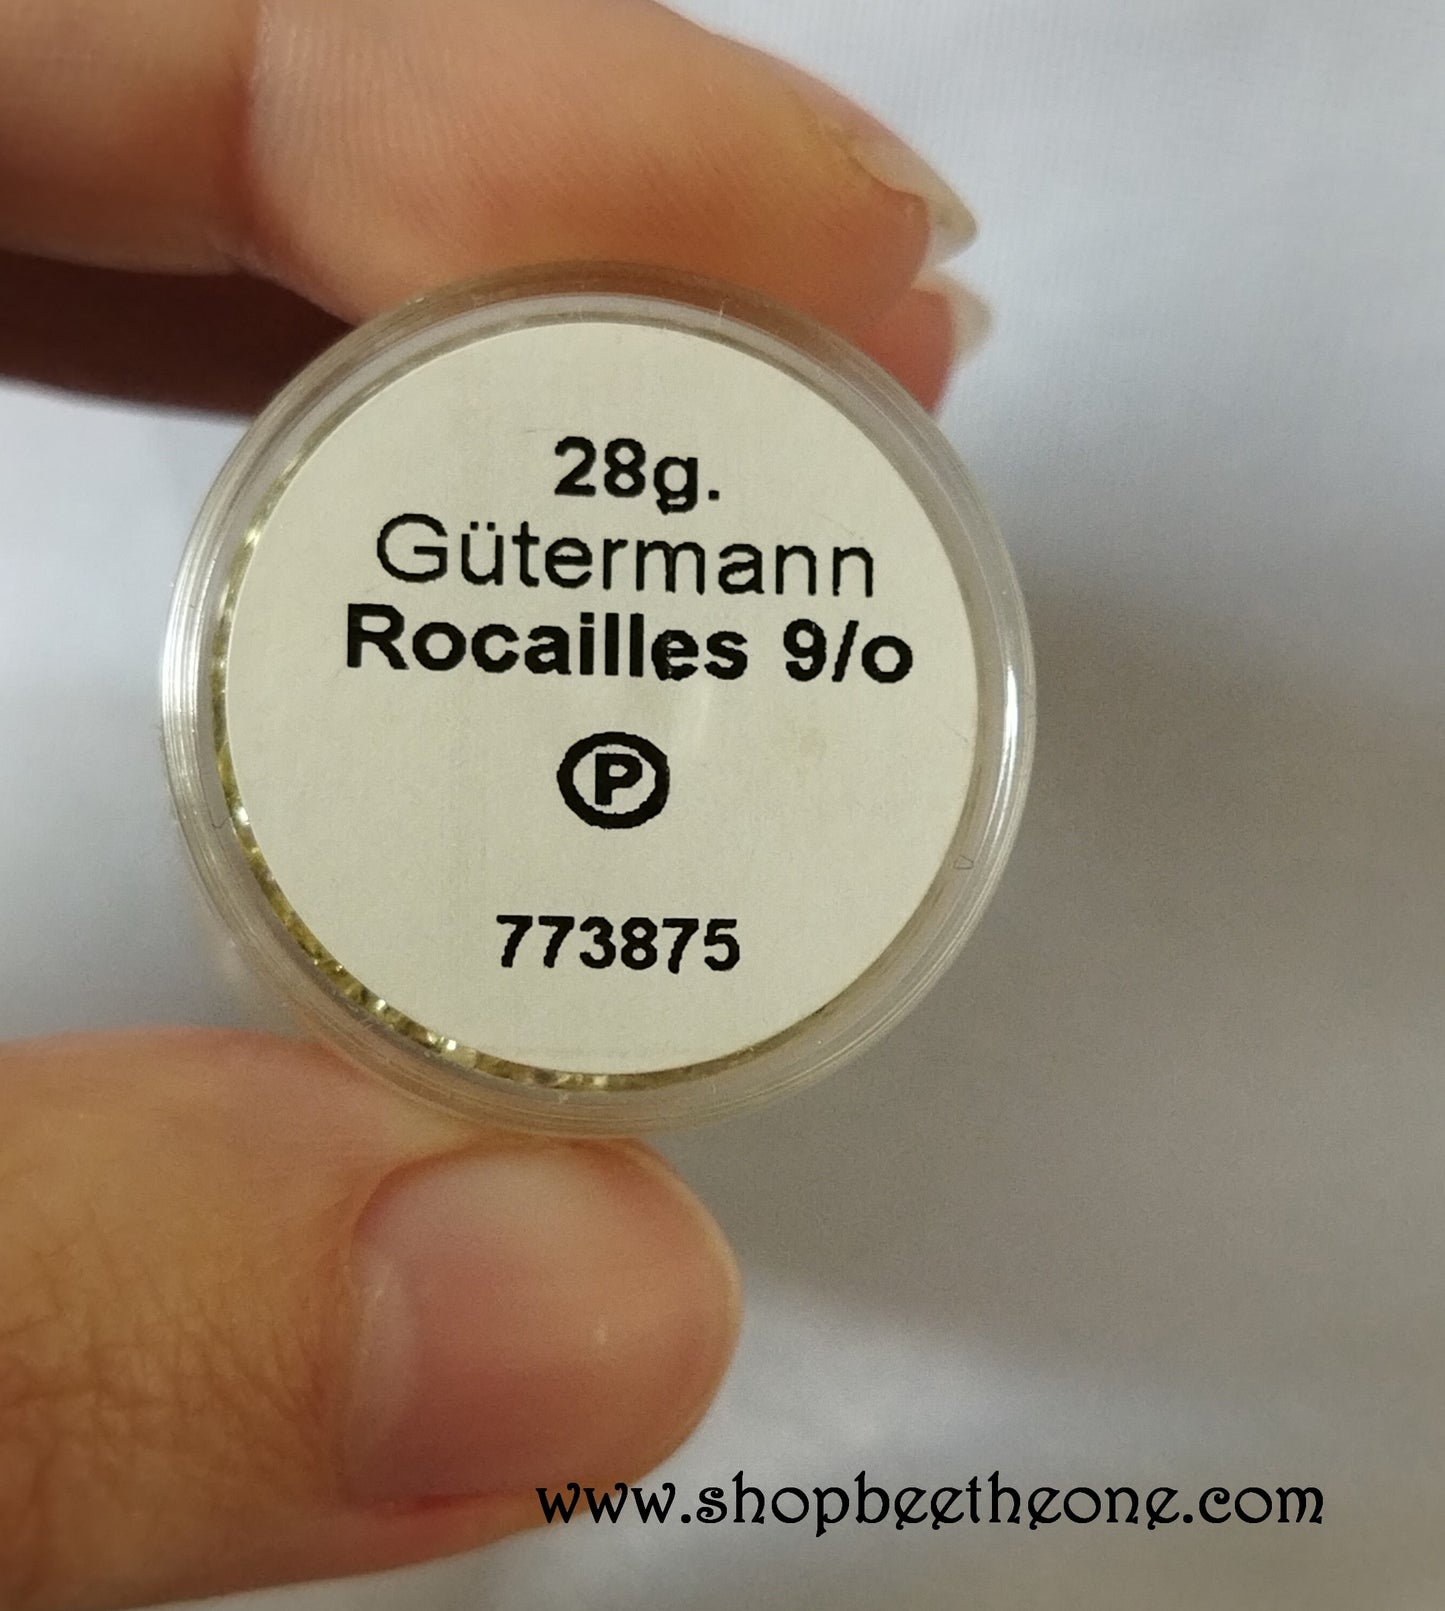 28g.
Gütermann
Rocailles 9/o
P
773875
www.shopbeetheone.com